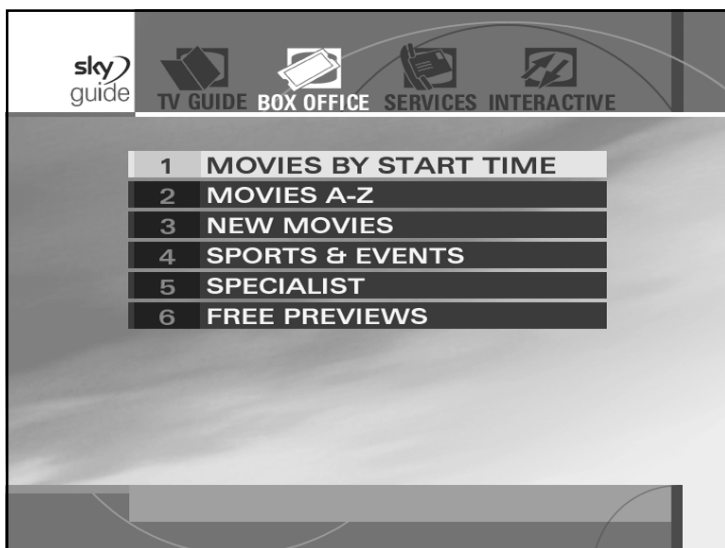 sky
guide
TV GUIDE BOX OFFICE SERVICES INTERACTIVE
1 MOVIES BY START TIME
2 MOVIES A-Z
3 NEW MOVIES
4 SPORTS & EVENTS
5 SPECIALIST
6 FREE PREVIEWS